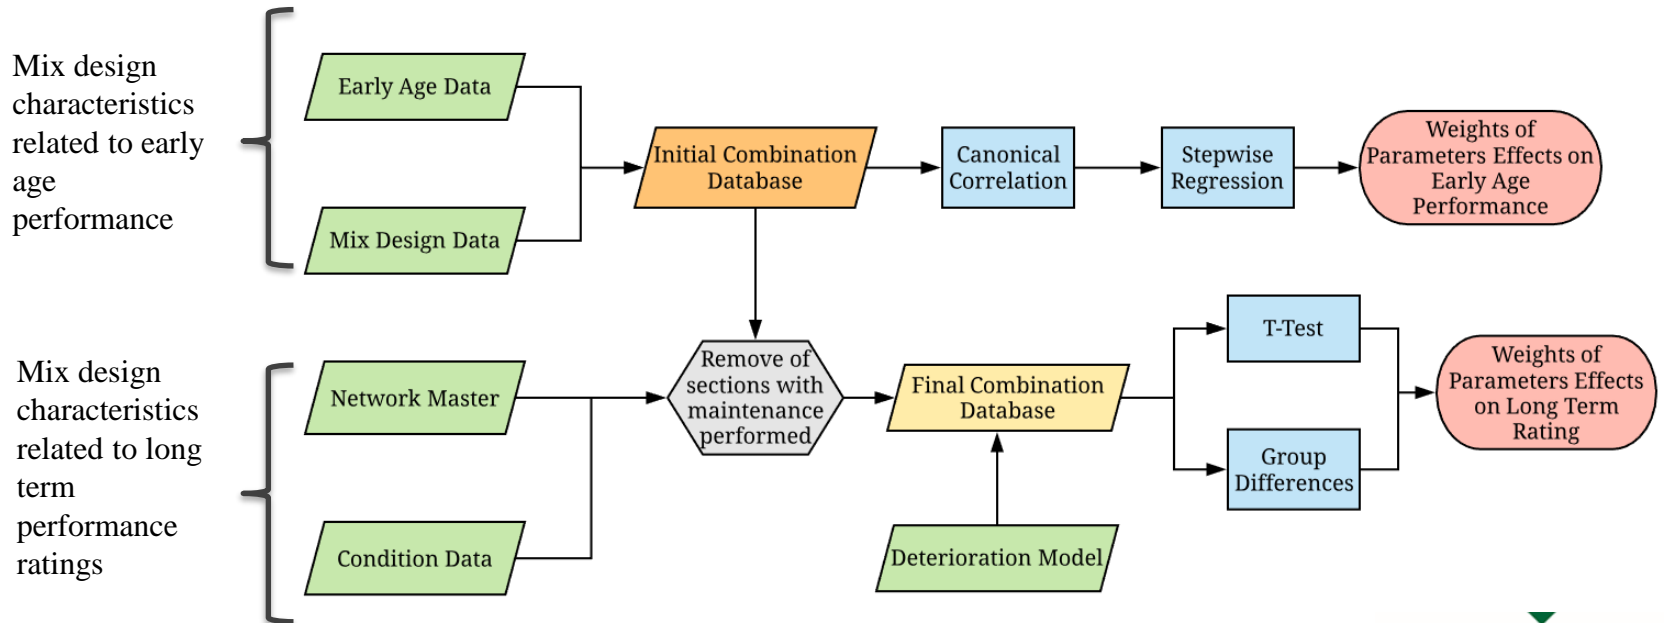 Mix design
characteristics
related to early
age
performance
Early Age Data
Mix Design Data
Initial Combination
Database
Canonical
Correlation
Stepwise
Regression
Weights of
Parameters Effects on
Early Age
Performance
Mix design
characteristics
related to long
term
performance
ratings
Network Master
Condition Data
Remove of
sections with
maintenance
performed
Final Combination
Database
Deterioration Model
T-Test
Group
Differences
Weights of
Parameters Effects
on Long Term
Rating